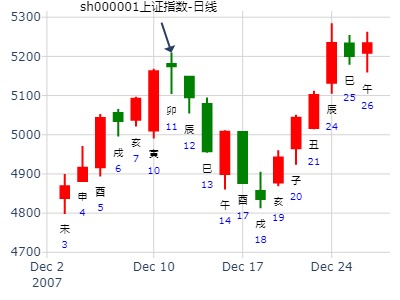 sh000001上证指数-日线
5300
5200
5100
5000
4900
4800
4700
未
3
申
4
酉
5
戌
6
亥
7
寅
10
卯
11
辰
12
巳
13
午
14
酉
17
戌
18
亥
19
子
20
丑
21
辰
24
巳
25
午
26
Dec 2
2007
Dec 10
Dec 17
Dec 24